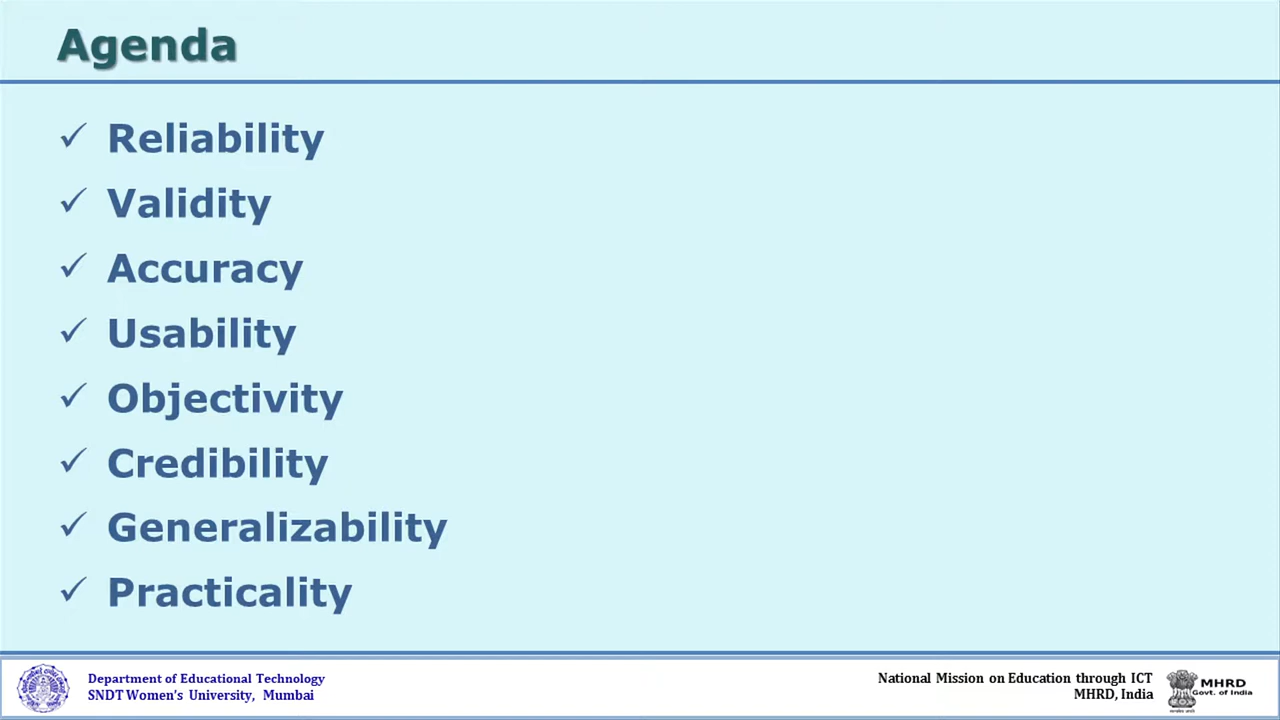 Agenda
✓ Reliability
✓ Validity
✓ Accuracy
✓ Usability
✓ Objectivity
✓ Credibility
✓ Generalizability
✓ Practicality
Department of Educational Technology
SNDT Women's University, Mumbai
National Mission on Education through ICT
MHRD, India
MHRD
Govt. of India